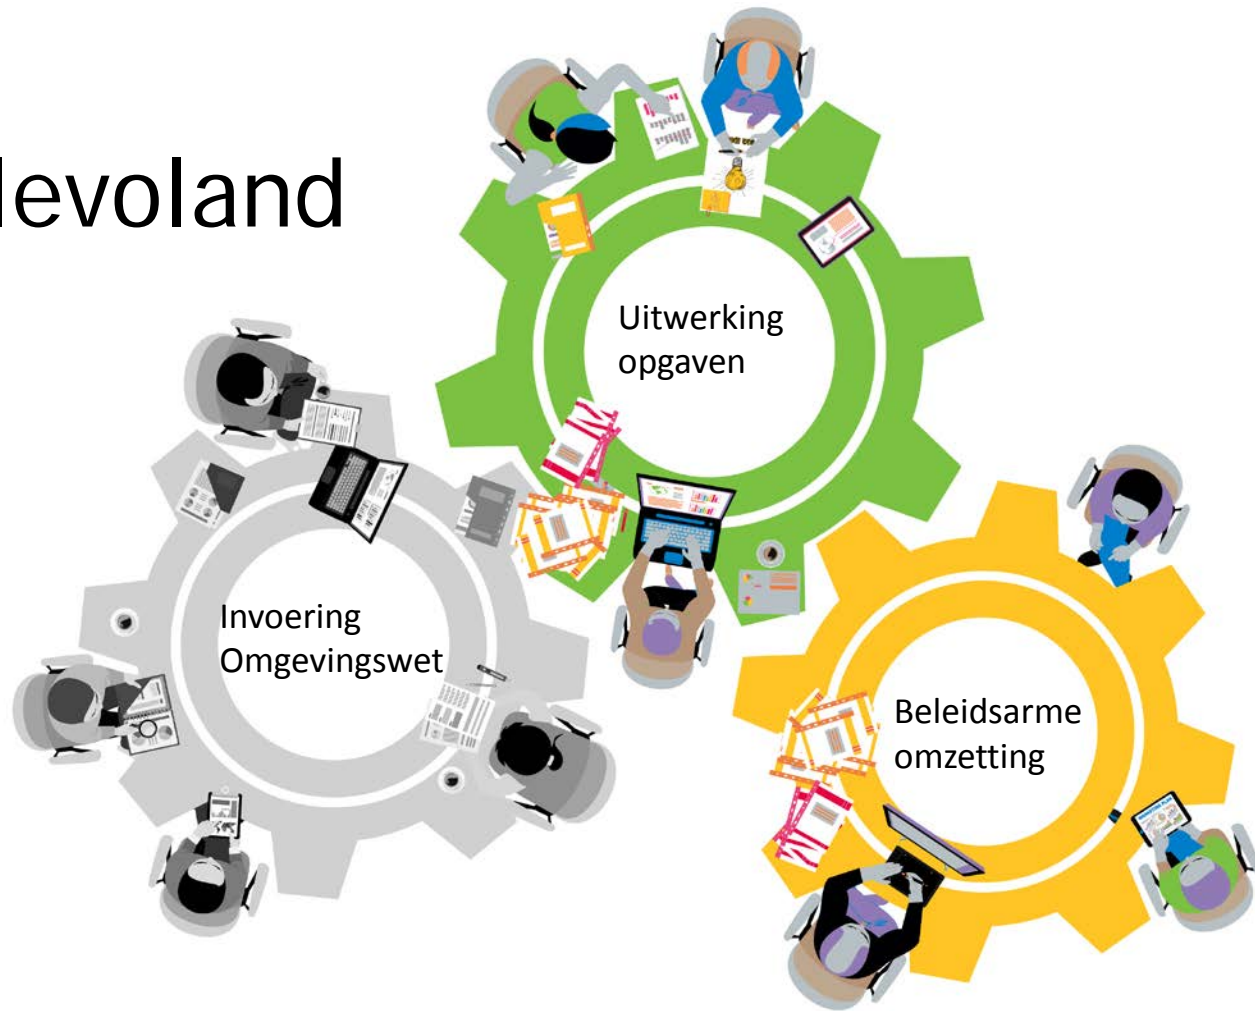 levoland
Uitwerking
opgaven
Invoering
Omgevingswet
Beleidsarme
omzetting